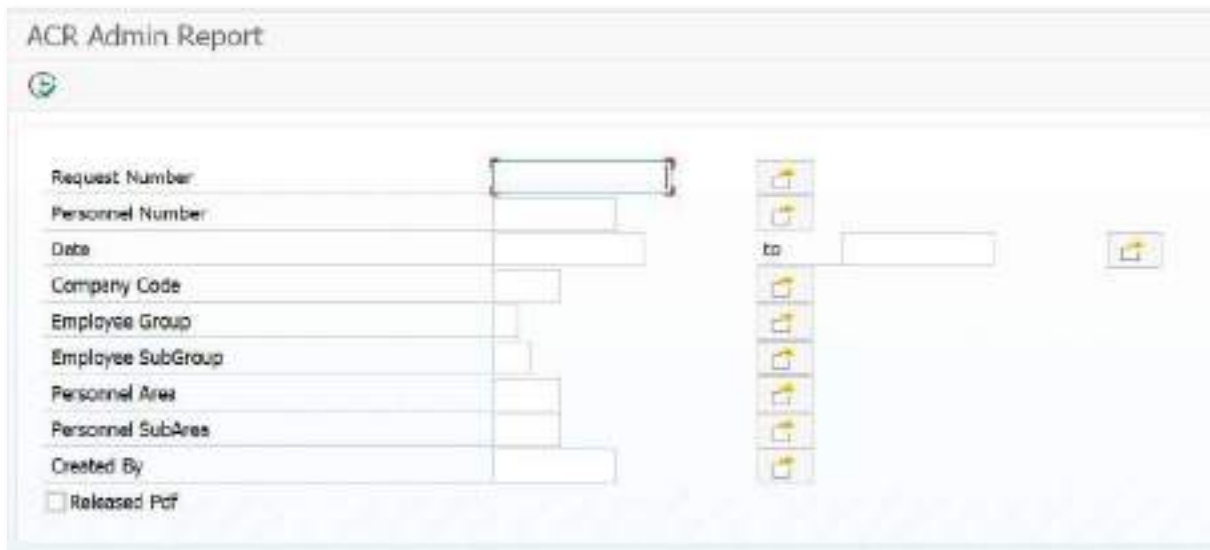 ACR Admin Report
Request Number
Personnel Number
Date to
Company Code
Employee Group
Employee SubGroup
Personnel Area
Personnel SubArea
Created By
Released Pdf